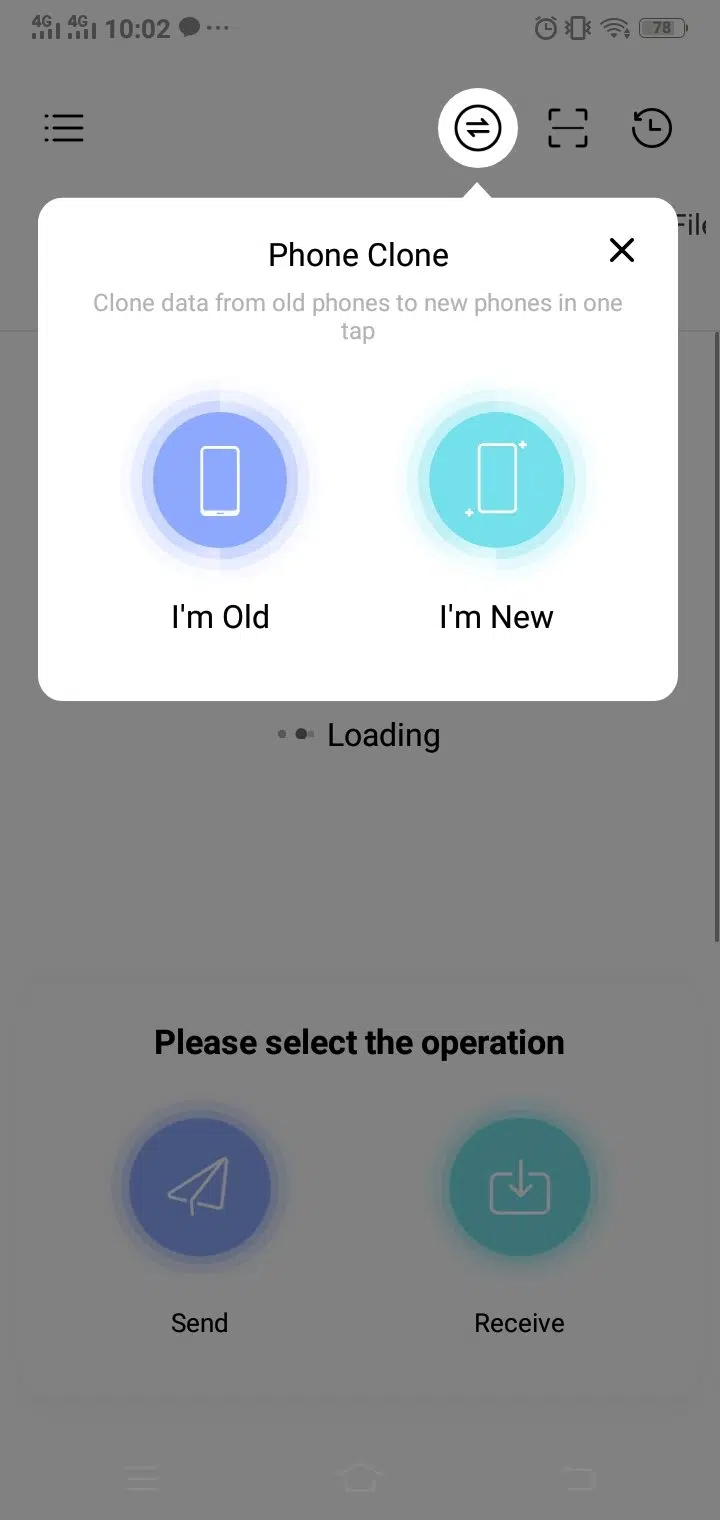 4G 4G 10:02 78
File
Phone Clone
Clone data from old phones to new phones in one
tap
I'm Old I'm New
Loading
Please select the operation
Send Receive